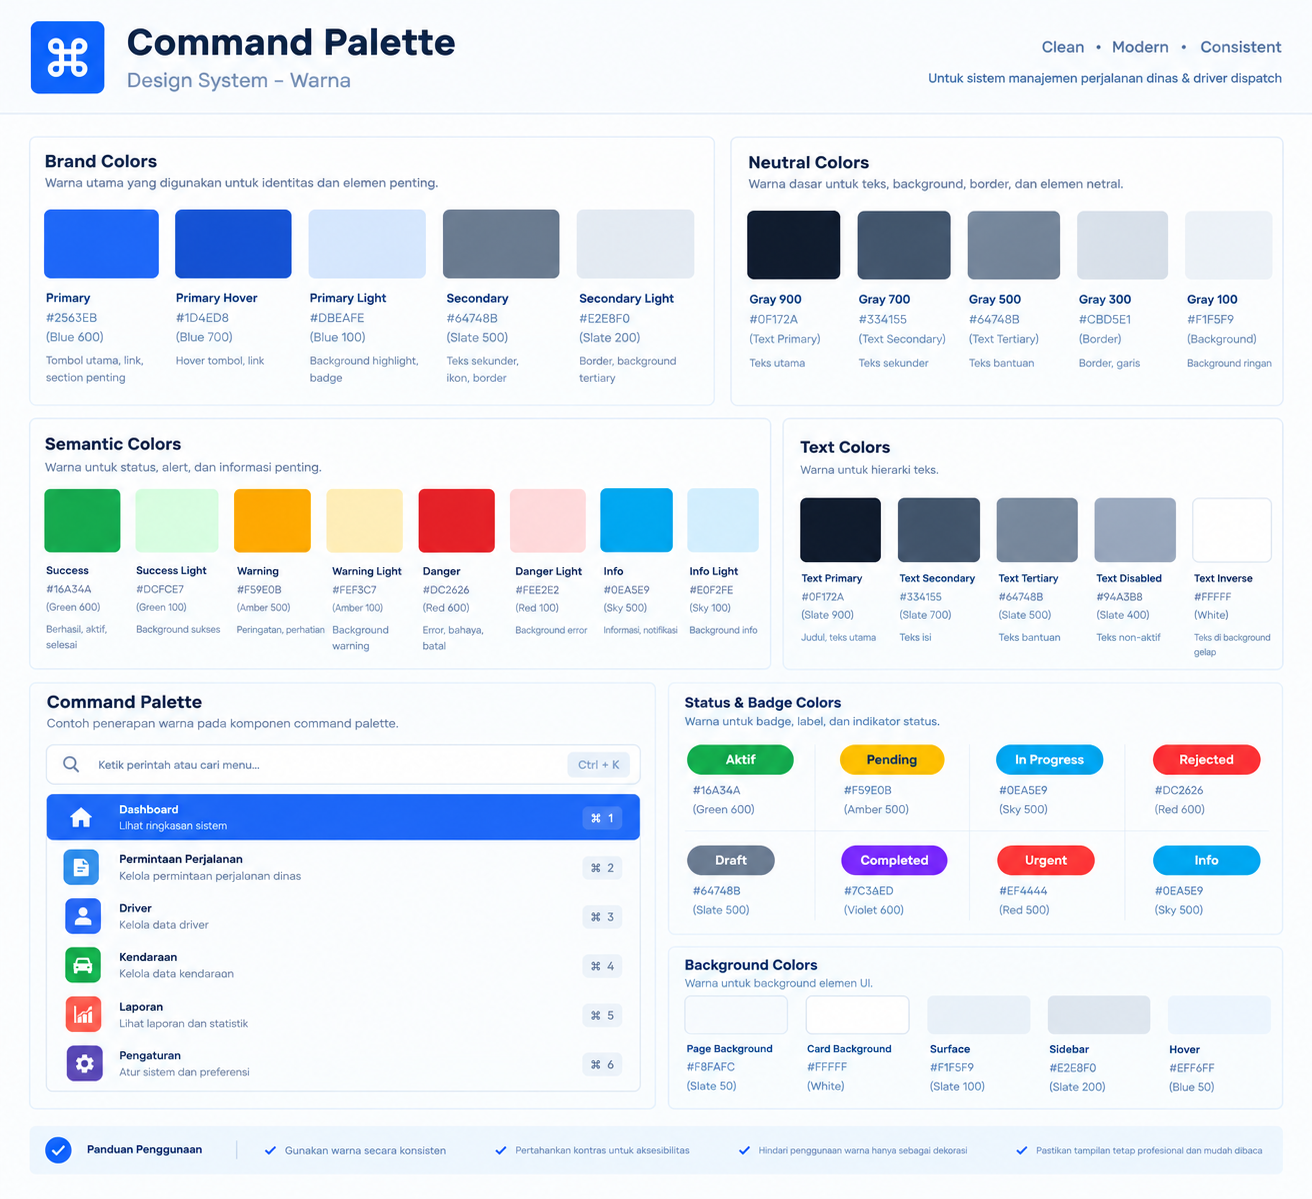 Command Palette
Design System – Warna
Clean • Modern • Consistent
Untuk sistem manajemen perjalanan dinas & driver dispatch
Brand Colors
Warna utama yang digunakan untuk identitas dan elemen penting.
Primary
#2563EB
(Blue 600)
Tombol utama, link,
section penting
Primary Hover
#1D4ED8
(Blue 700)
Hover tombol, link
Primary Light
#DBEAFE
(Blue 100)
Background highlight,
badge
Secondary
#64748B
(Slate 500)
Teks sekunder,
ikon, border
Secondary Light
#E2E8F0
(Slate 200)
Border, background
tertiary
Neutral Colors
Warna dasar untuk teks, background, border, dan elemen netral.
Gray 900
#0F172A
(Text Primary)
Teks utama
Gray 700
#334155
(Text Secondary)
Teks sekunder
Gray 500
#64748B
(Text Tertiary)
Teks bantuan
Gray 300
#CBD5E1
(Border)
Border, garis
Gray 100
#F1F5F9
(Background)
Background ringan
Semantic Colors
Warna untuk status, alert, dan informasi penting.
Success
#16A34A
(Green 600)
Berhasil, aktif,
selesai
Success Light
#DCFCE7
(Green 100)
Background sukses
Warning
#F59E0B
(Amber 500)
Peringatan, perhatian
Warning Light
#FEF3C7
(Amber 100)
Background
warning
Danger
#DC2626
(Red 600)
Error, bahaya,
batal
Danger Light
#FEE2E2
(Red 100)
Background error
Info
#0EA5E9
(Sky 500)
Informasi, notifikasi
Info Light
#E0F2FE
(Sky 100)
Background info
Text Colors
Warna untuk hierarki teks.
Text Primary
#0F172A
(Slate 900)
Judul, teks utama
Text Secondary
#334155
(Slate 700)
Teks isi
Text Tertiary
#64748B
(Slate 500)
Teks bantuan
Text Disabled
#94A3B8
(Slate 400)
Teks non-aktif
Text Inverse
#FFFFF
(White)
Teks di background
gelap
Command Palette
Contoh penerapan warna pada komponen command palette.
Ketik perintah atau cari menu...
Ctrl + K
Dashboard
Lihat ringkasan sistem
⌘ 1
Permintaan Perjalanan
Kelola permintaan perjalanan dinas
⌘ 2
Driver
Kelola data driver
⌘ 3
Kendaraan
Kelola data kendaraan
⌘ 4
Laporan
Lihat laporan dan statistik
⌘ 5
Pengaturan
Atur sistem dan preferensi
⌘ 6
Status & Badge Colors
Warna untuk badge, label, dan indikator status.
Aktif
#16A34A
(Green 600)
Pending
#F59E0B
(Amber 500)
In Progress
#0EA5E9
(Sky 500)
Rejected
#DC2626
(Red 600)
Draft
#64748B
(Slate 500)
Completed
#7C3AED
(Violet 600)
Urgent
#EF4444
(Red 500)
Info
#0EA5E9
(Sky 500)
Background Colors
Warna untuk background elemen UI.
Page Background
#F8FAFC
(Slate 50)
Card Background
#FFFFF
(White)
Surface
#F1F5F9
(Slate 100)
Sidebar
#E2E8F0
(Slate 200)
Hover
#EFF6FF
(Blue 50)
Panduan Penggunaan
Gunakan warna secara konsisten
Pertahankan kontras untuk aksesibilitas
Hindari penggunaan warna hanya sebagai dekorasi
Pastikan tampilan tetap profesional dan mudah dibaca